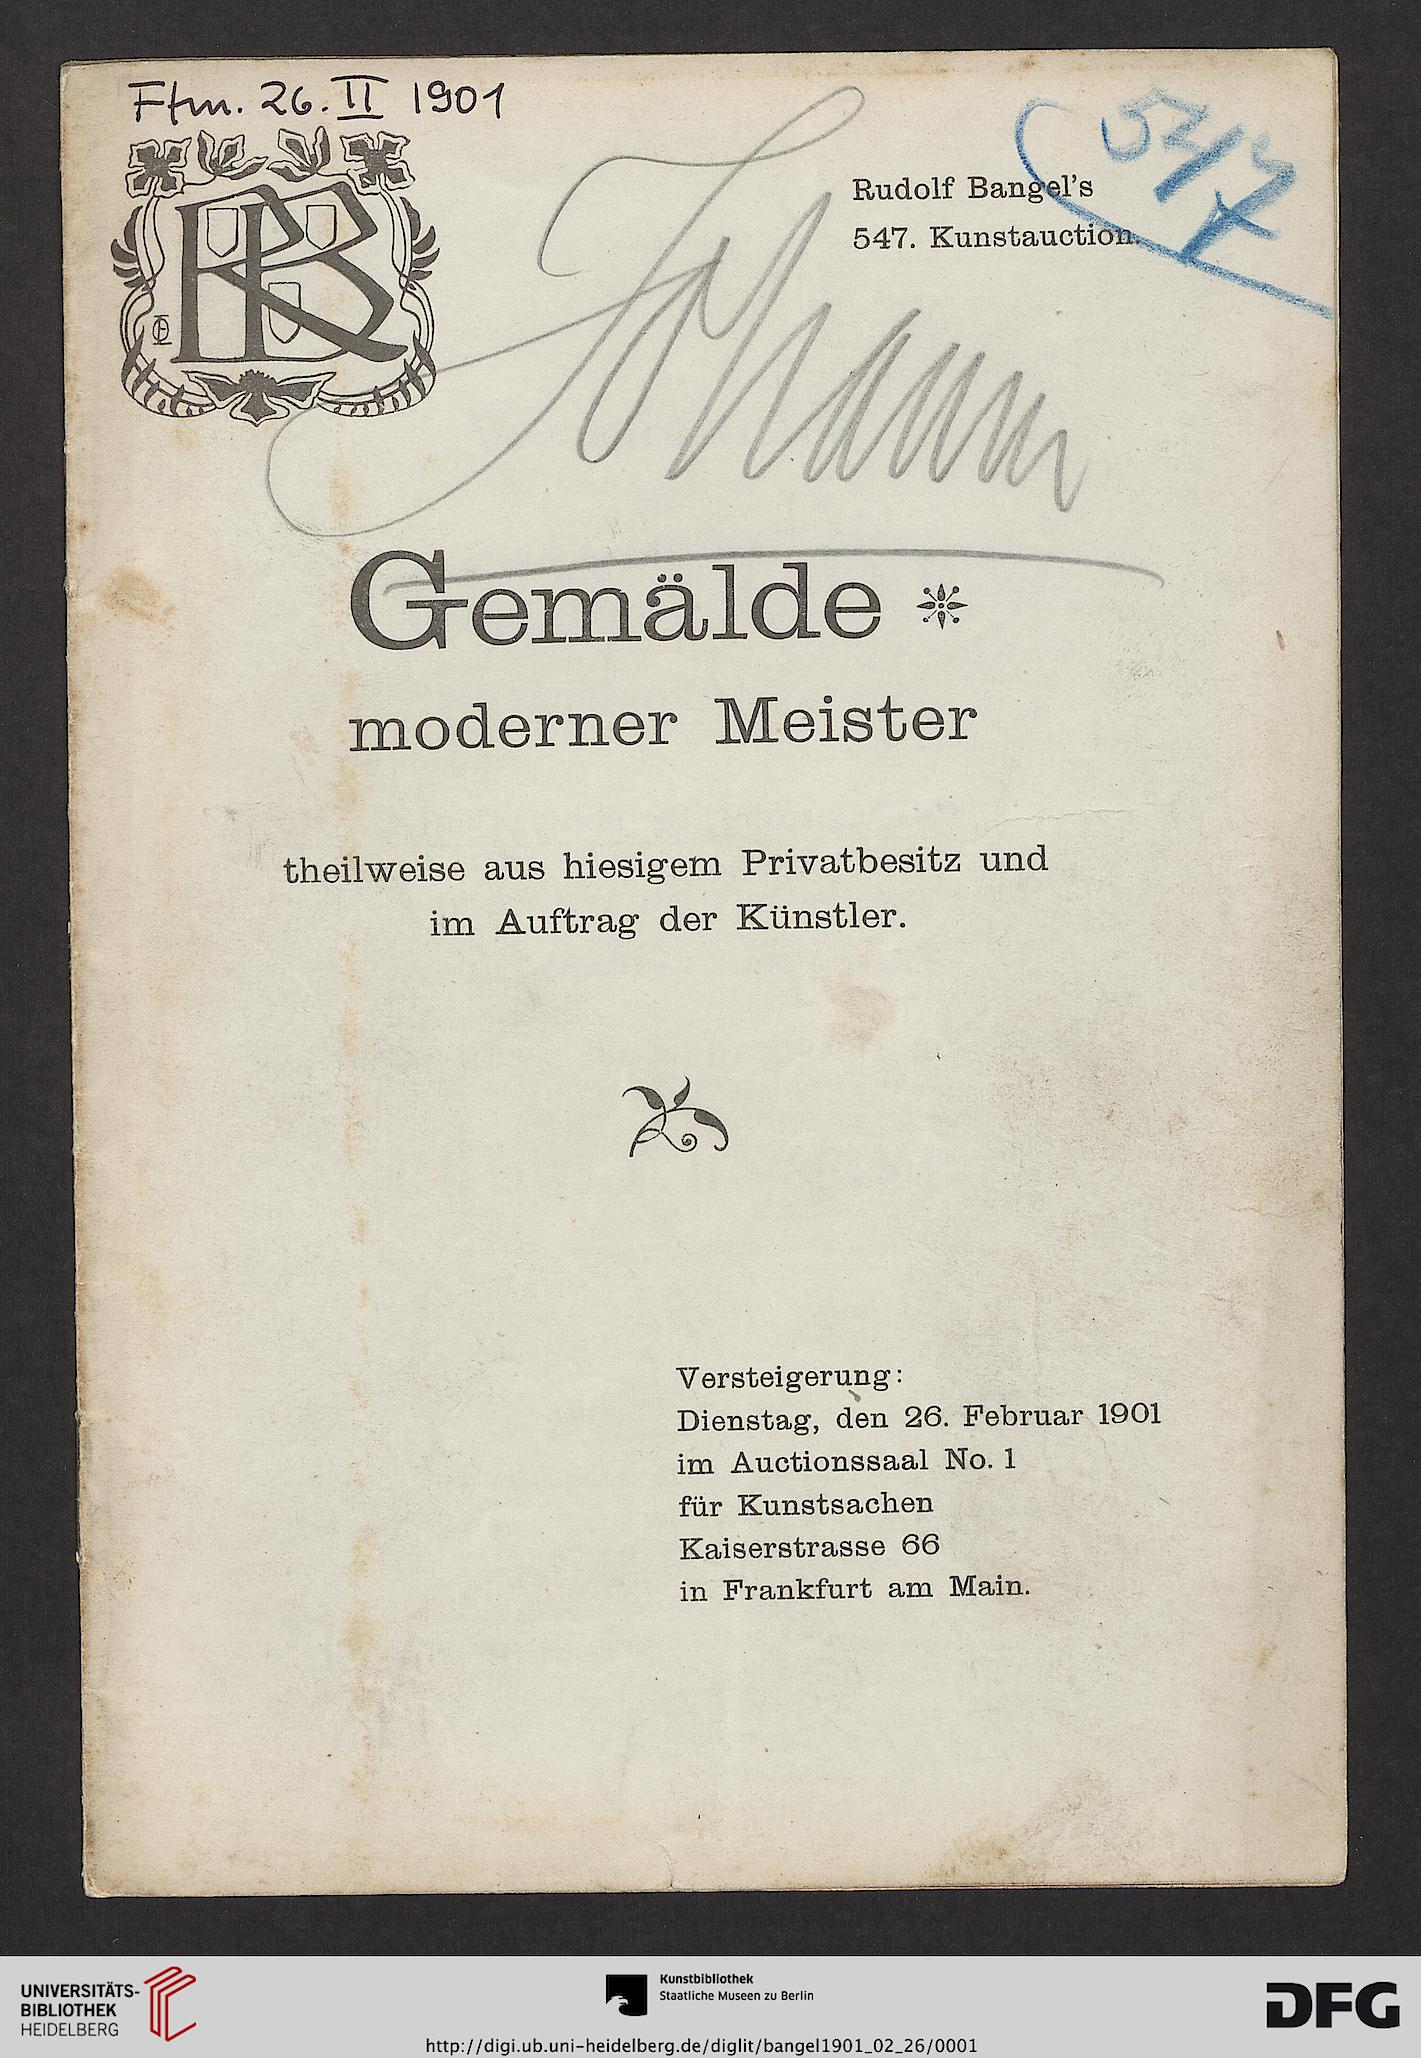 Ffm. 26. II 1901
Rudolf Bangel's
547. Kunstauction.
547
Johann
Gemälde
moderner Meister
theilweise aus hiesigem Privatbesitz und
im Auftrag der Künstler.
Versteigerung:
Dienstag, den 26. Februar 1901
im Auctionssaal No. 1
für Kunstsachen
Kaiserstrasse 66
in Frankfurt am Main.
UNIVERSITÄTS-
BIBLIOTHEK
HEIDELBERG
Kunstbibliothek
Staatliche Museen zu Berlin
DFG
http://digi.ub.uni-heidelberg.de/diglit/bangel1901_02_26/0001